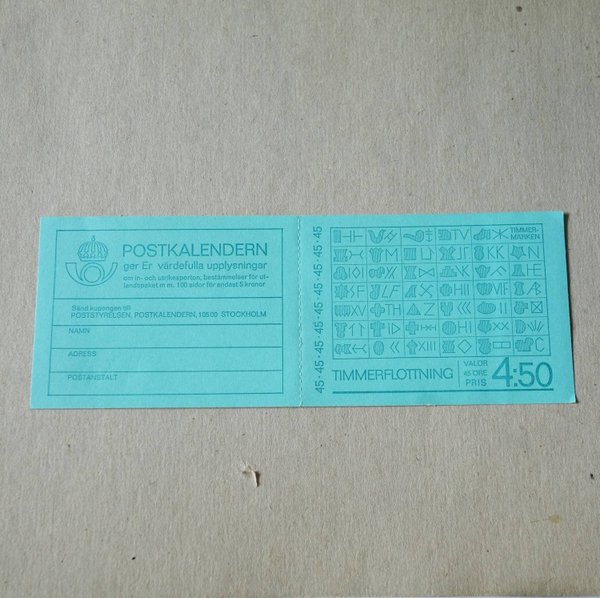 POSTKALENDERN
ger Er värdefulla upplysningar
om in- och utrikesporton, bestämmelser för ut-
landspaket m m. 100 sidor för endast 5 kronor
Sänd kupongen till
POSTSTYRELSEN, POSTKALENDERN, 105 00 STOCKHOLM
NAMN
ADRESS
POSTANSTALT
45·45·45·45·45·45·45·45·45
TIMMER-
MARKEN
TIMMERFLOTTNING
VALÖR
45 ÖRE
PRIS
4:50